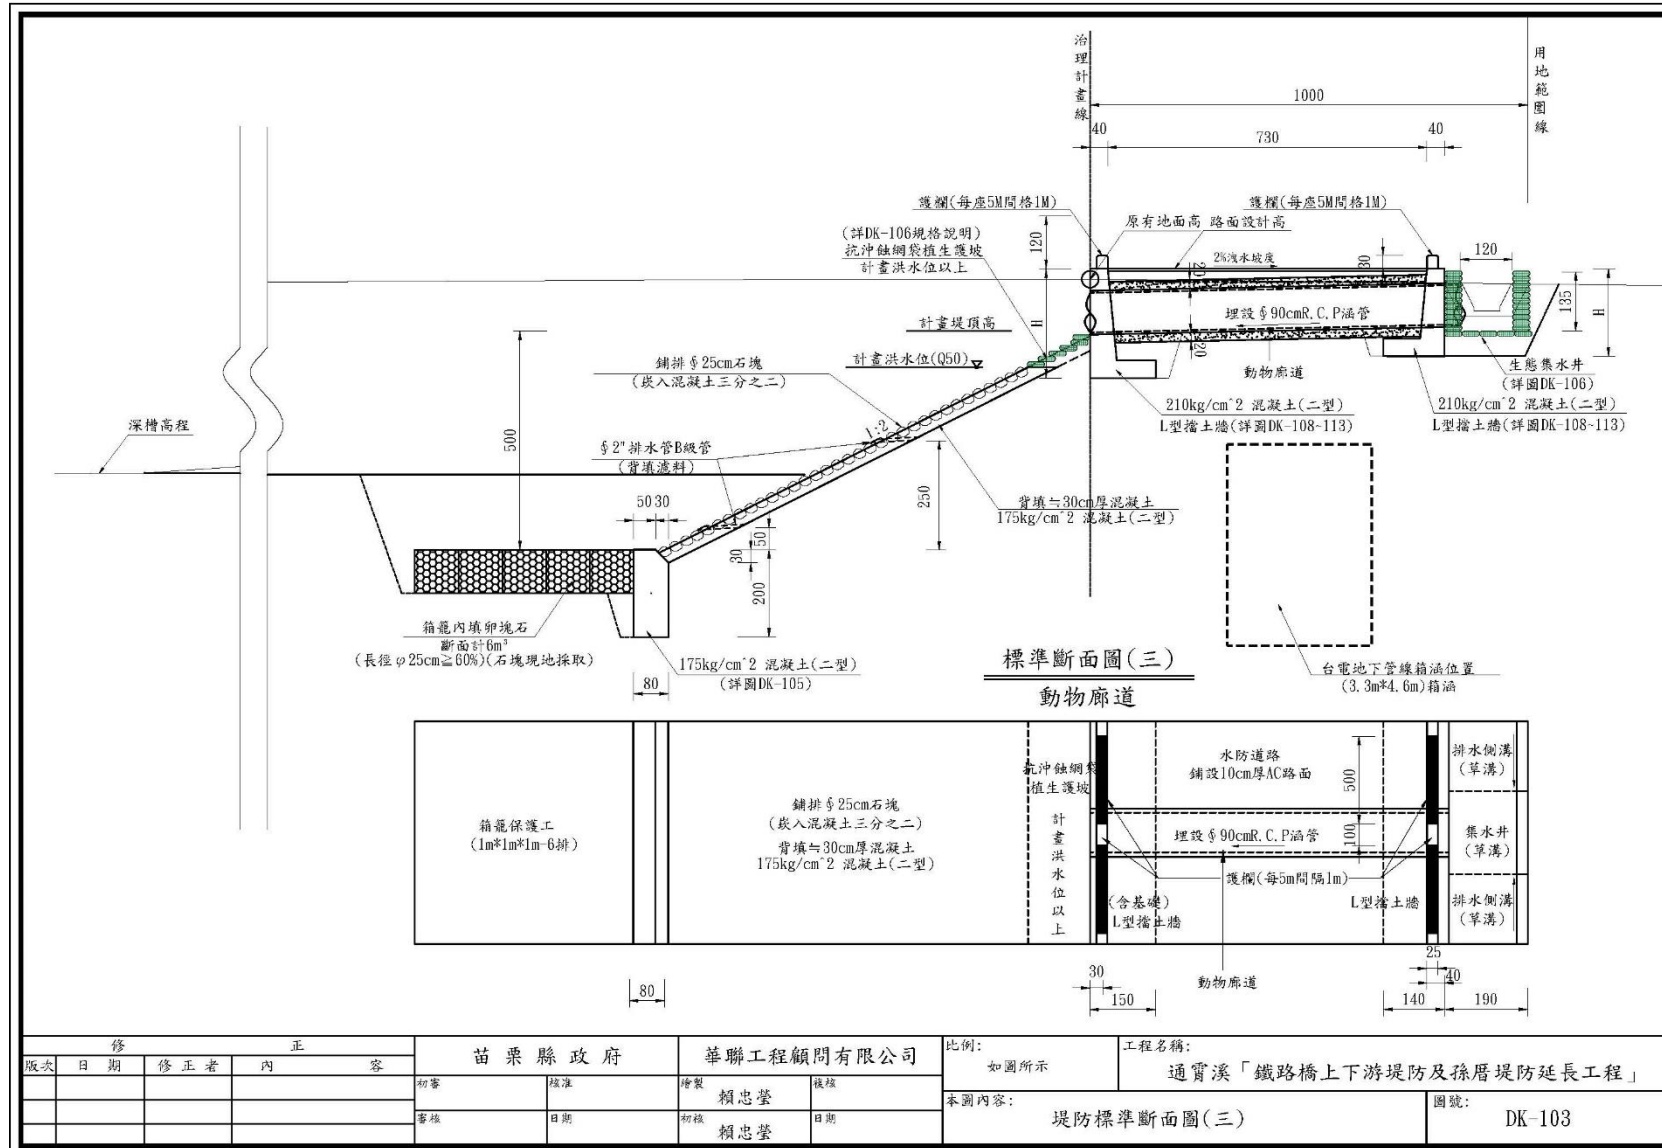 治理計畫線
用地範圍線
1000
40
730
40
護欄(每座5M間格1M)
護欄(每座5M間格1M)
原有地面高
路面設計高
(詳DK-106規格說明)
抗沖蝕網袋植生護坡
計畫洪水位以上
120
2%洩水坡度
20
30
120
135
H
H
埋設∮90cmR.C.P涵管
20
計畫堤頂高
計畫洪水位(Q50)
動物廊道
生態集水井
(詳圖DK-106)
鋪排∮25cm石塊
(崁入混凝土三分之二)
210kg/cm^2 混凝土(二型)
L型擋土牆(詳圖DK-108~113)
210kg/cm^2 混凝土(二型)
L型擋土牆(詳圖DK-108~113)
深槽高程
500
1:2
∮2"排水管B級管
(背填濾料)
250
背填≒30cm厚混凝土
175kg/cm^2 混凝土(二型)
50
30
50
30
200
箱籠內填卵塊石
斷面計6m³
(長徑φ25cm≧60%)(石塊現地採取)
175kg/cm^2 混凝土(二型)
(詳圖DK-105)
80
標準斷面圖(三)
動物廊道
台電地下管線箱涵位置
(3.3m*4.6m)箱涵
箱籠保護工
(1m*1m*1m-6排)
鋪排∮25cm石塊
(崁入混凝土三分之二)
背填≒30cm厚混凝土
175kg/cm^2 混凝土(二型)
抗沖蝕網袋
植生護坡
計畫洪水位以上
水防道路
鋪設10cm厚AC路面
500
100
埋設∮90cmR.C.P涵管
護欄(每5m間隔1m)
(含基礎)
L型擋土牆
L型擋土牆
排水側溝
(草溝)
集水井
(草溝)
排水側溝
(草溝)
動物廊道
80
30
150
25
40
140
190
修正
版次
日期
修正者
內容
苗栗縣政府
初審
核准
審核
日期
華聯工程顧問有限公司
繪製
賴忠瑩
複核
初核
賴忠瑩
日期
比例:
如圖所示
工程名稱:
通霄溪「鐵路橋上下游堤防及孫厝堤防延長工程」
本圖內容:
堤防標準斷面圖(三)
圖號:
DK-103